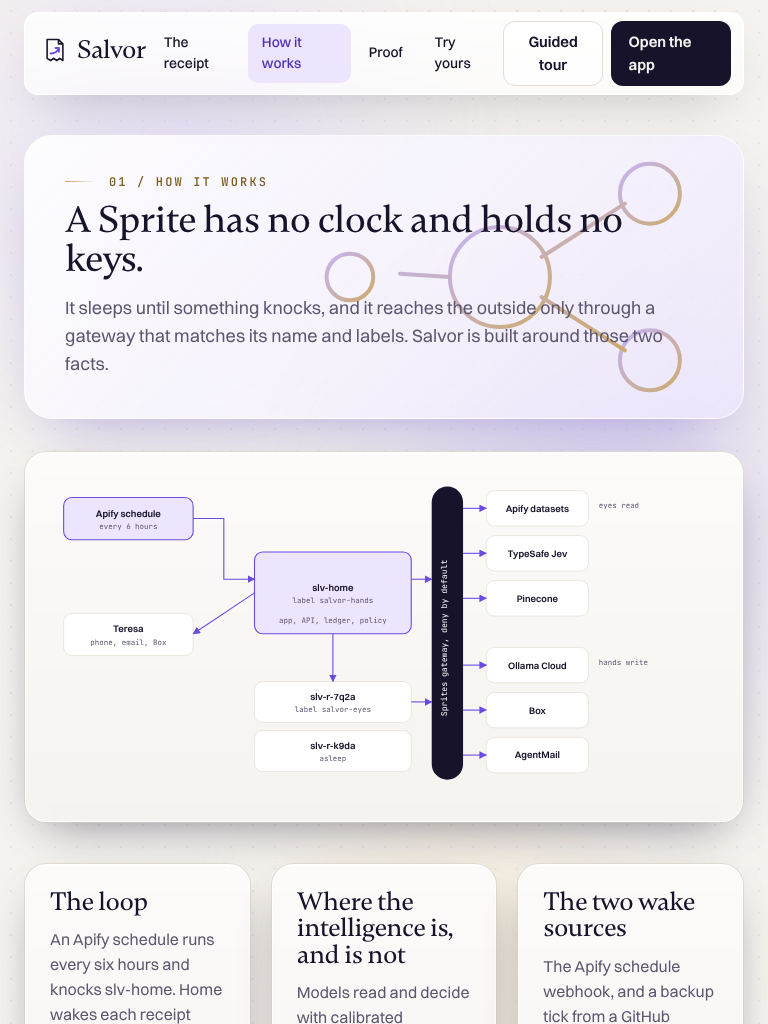 Salvor
The receipt
How it works
Proof
Try yours
Guided tour
Open the app
01 / HOW IT WORKS
A Sprite has no clock and holds no
keys.
It sleeps until something knocks, and it reaches the outside only through a
gateway that matches its name and labels. Salvor is built around those two
facts.
Apify schedule
every 6 hours
Teresa
phone, email, Box
slv-home
label salvor-hands
app, API, ledger, policy
slv-r-7q2a
label salvor-eyes
slv-r-k9da
asleep
Sprites gateway, deny by default
Apify datasets
eyes read
TypeSafe Jev
Pinecone
Ollama Cloud
hands write
Box
AgentMail
The loop
An Apify schedule runs
every six hours and
knocks slv-home. Home
wakes each receipt
Where the
intelligence is,
and is not
Models read and decide
with calibrated
The two wake
sources
The Apify schedule
webhook, and a backup
tick from a GitHub